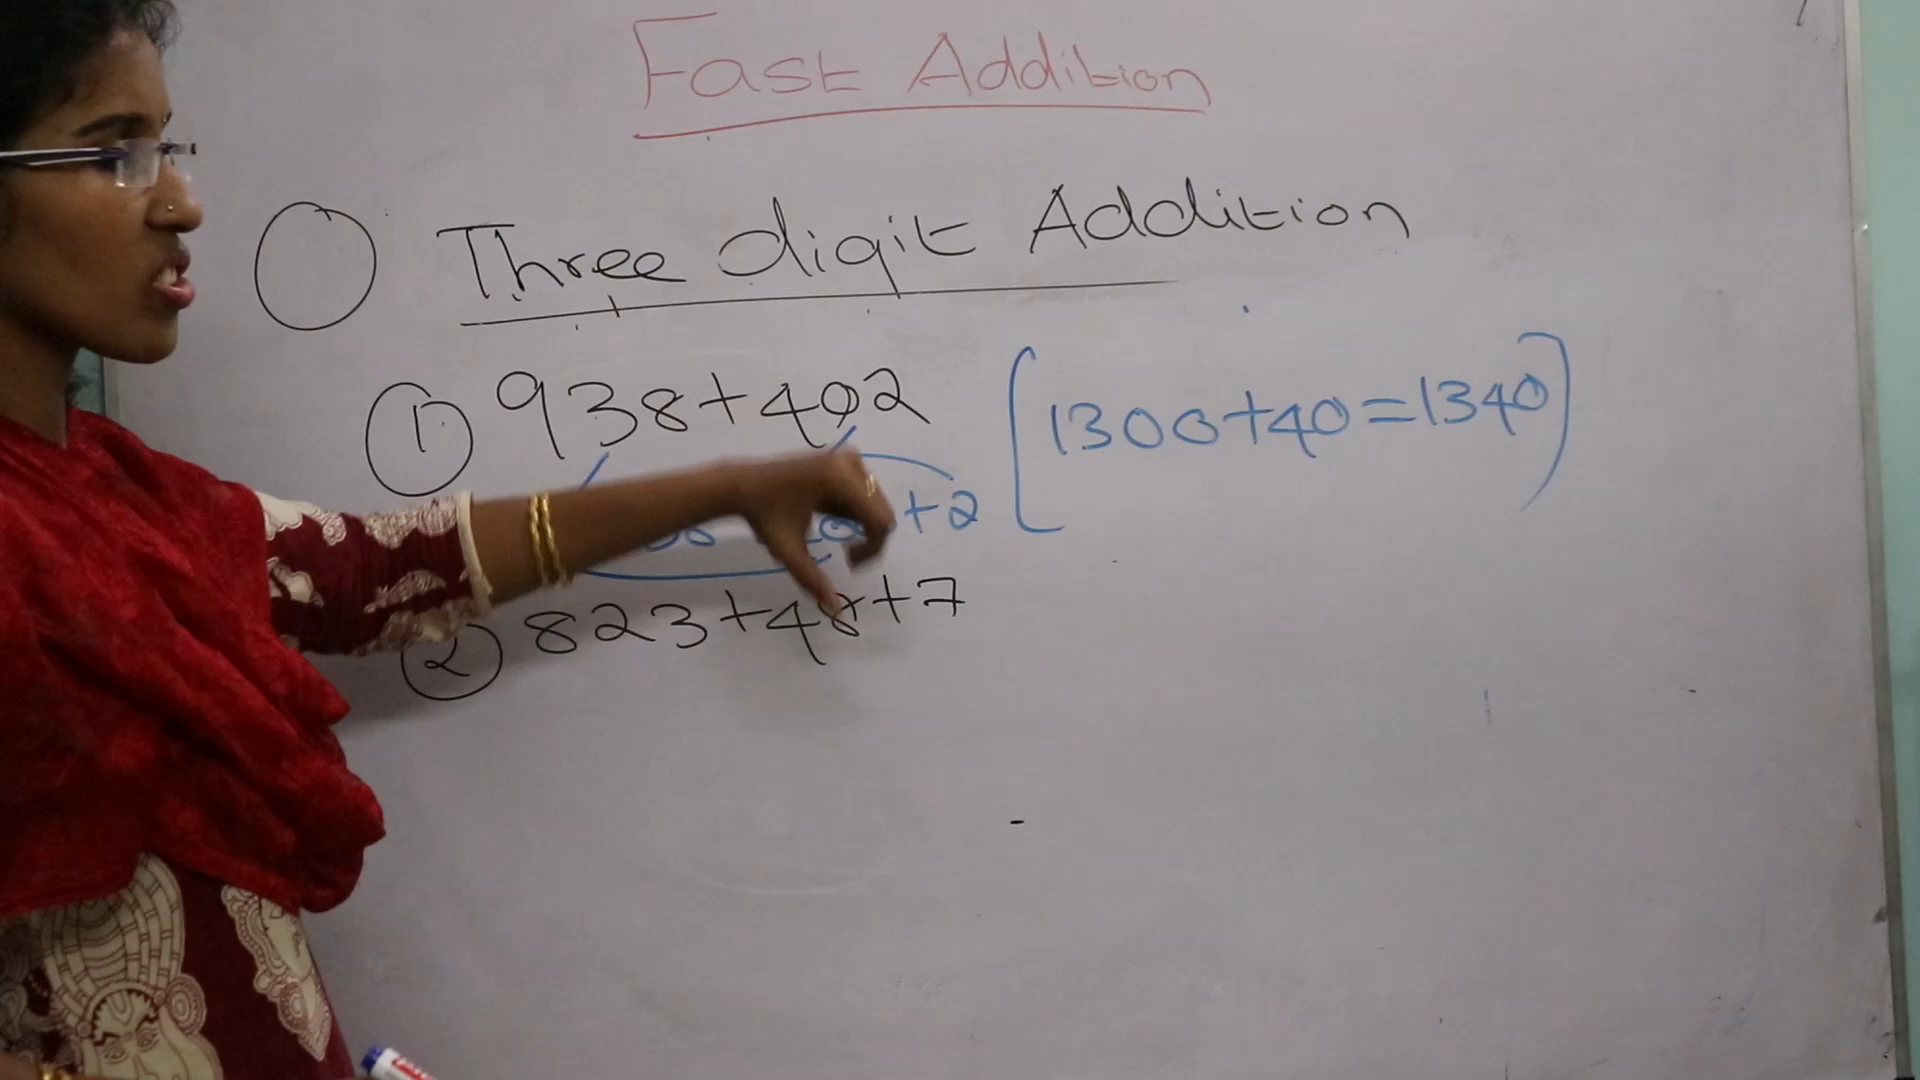 Fast Addition
Three digit Addition
① 938+402 [1300+40=1340)
+2
② 823+48+7